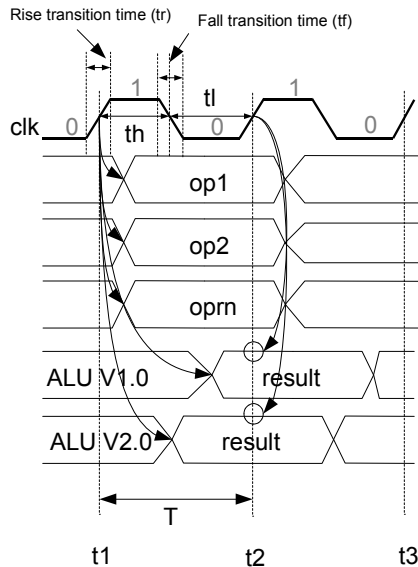 Rise transition time (tr)
Fall transition time (tf)
1 tl 1
clk 0 th 0 0
op1
op2
oprn
ALU V1.0 result
ALU V2.0 result
T
t1 t2 t3